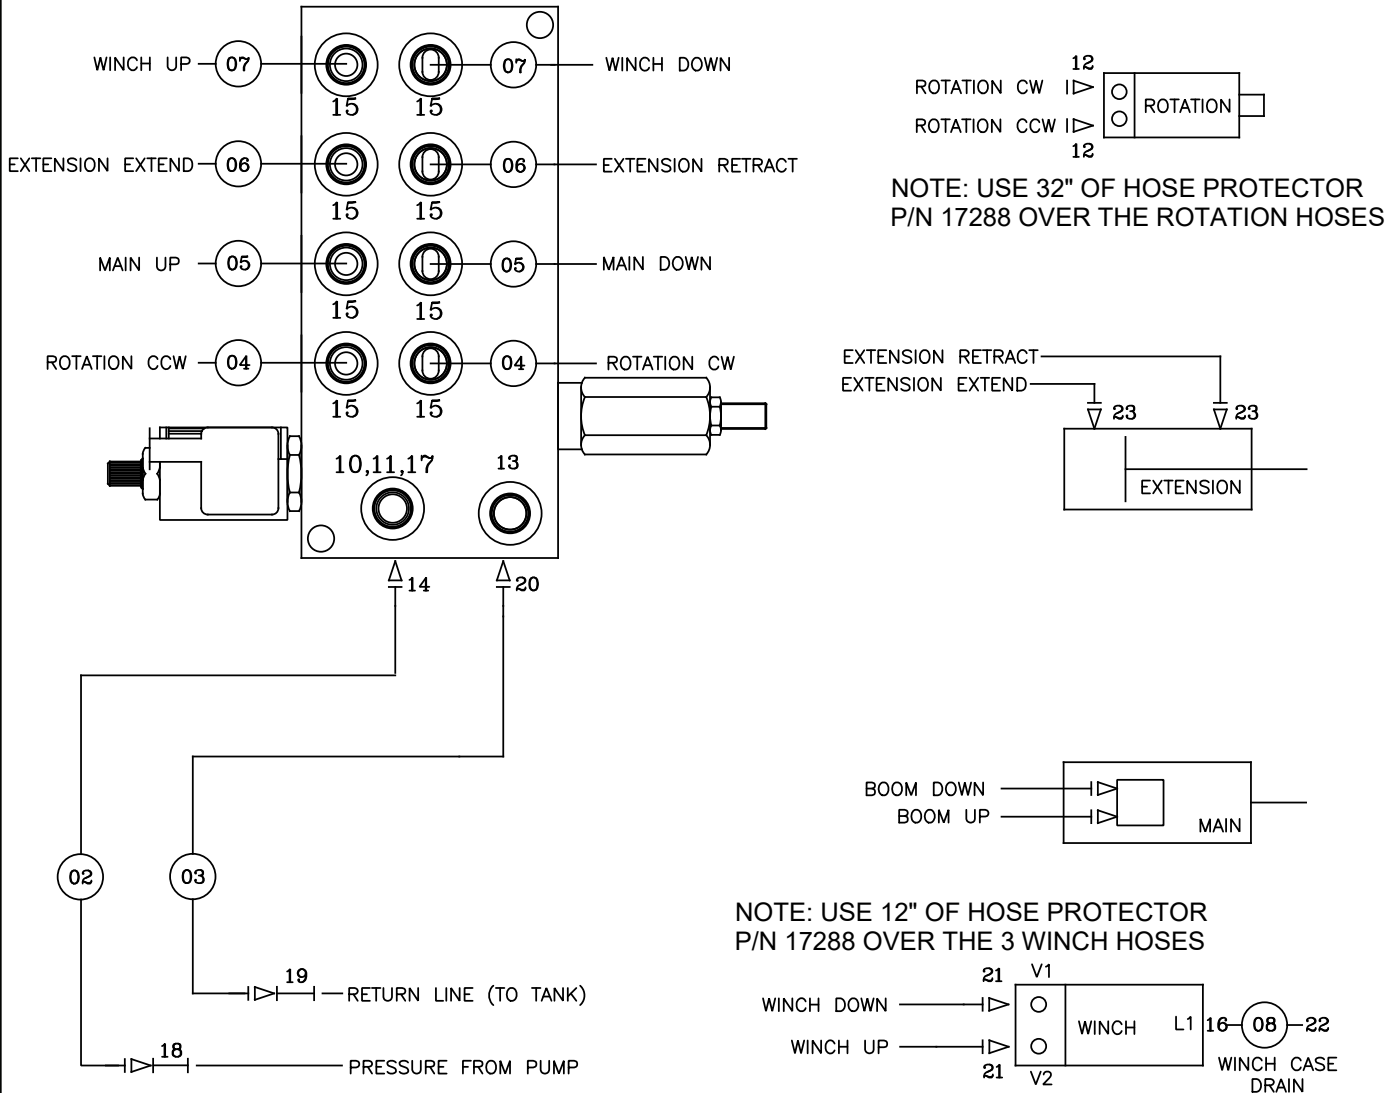 WINCH UP 07 07 WINCH DOWN
15 15
EXTENSION EXTEND 06 06 EXTENSION RETRACT
15 15
MAIN UP 05 05 MAIN DOWN
15 15
ROTATION CCW 04 04 ROTATION CW
15 15
10,11,17 13
14 20
02 03
19
RETURN LINE (TO TANK)
18
PRESSURE FROM PUMP
12
ROTATION CW
ROTATION
ROTATION CCW
12
NOTE: USE 32" OF HOSE PROTECTOR
P/N 17288 OVER THE ROTATION HOSES
EXTENSION RETRACT
EXTENSION EXTEND
23 23
EXTENSION
BOOM DOWN
BOOM UP
MAIN
NOTE: USE 12" OF HOSE PROTECTOR
P/N 17288 OVER THE 3 WINCH HOSES
21 V1
WINCH DOWN
WINCH L1 16 08 22
WINCH UP
21 V2
WINCH CASE
DRAIN